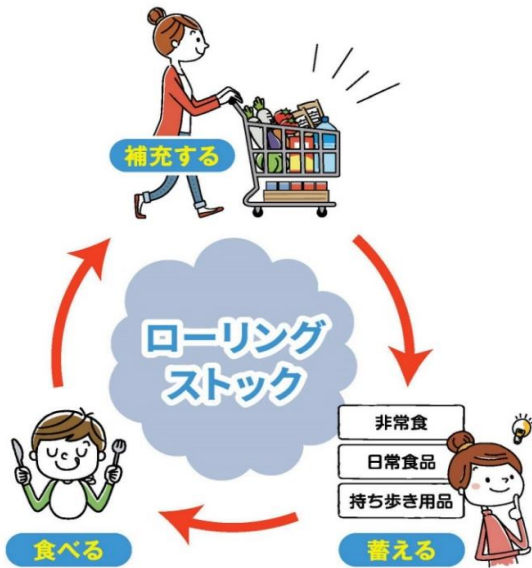 補充する
ローリング
ストック
非常食
日常食品
持ち歩き用品
食べる
蓄える